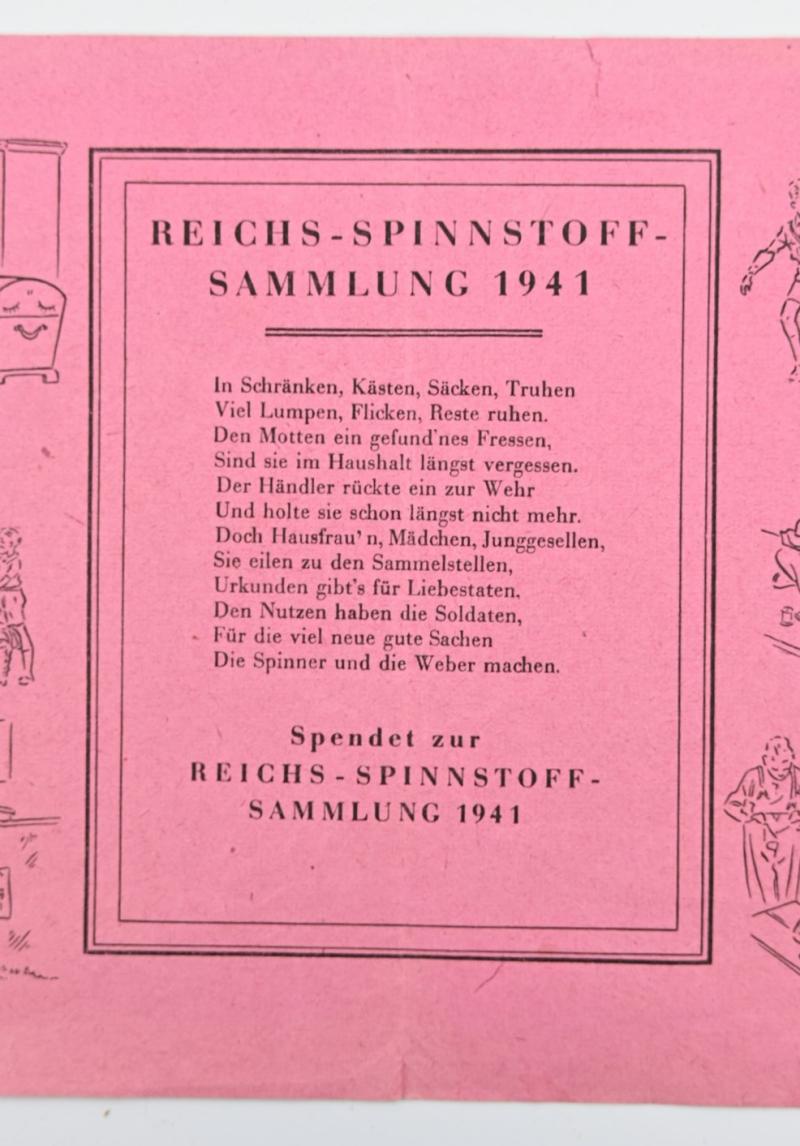 REICHS-SPINNSTOFF-
SAMMLUNG 1941
In Schränken, Kästen, Säcken, Truhen
Viel Lumpen, Flicken, Reste ruhen.
Den Motten ein gefund'nes Fressen,
Sind sie im Haushalt längst vergessen.
Der Händler rückte ein zur Wehr
Und holte sie schon längst nicht mehr.
Doch Hausfrau'n, Mädchen, Junggesellen,
Sie eilen zu den Sammelstellen,
Urkunden gibt's für Liebestaten,
Den Nutzen haben die Soldaten,
Für die viel neue gute Sachen
Die Spinner und die Weber machen.
Spendet zur
REICHS-SPINNSTOFF-
SAMMLUNG 1941